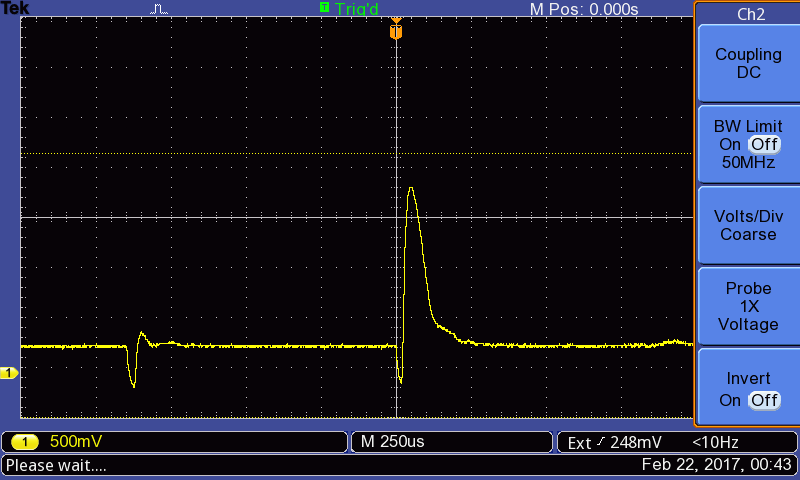 Tek
T Trig'd
M Pos: 0.000s
T
1
Ch2
Coupling
DC
BW Limit
On Off
50MHz
Volts/Div
Coarse
Probe
1X
Voltage
Invert
On Off
1 500mV
M 250us
Ext 248mV <10Hz
Please wait....
Feb 22, 2017, 00:43